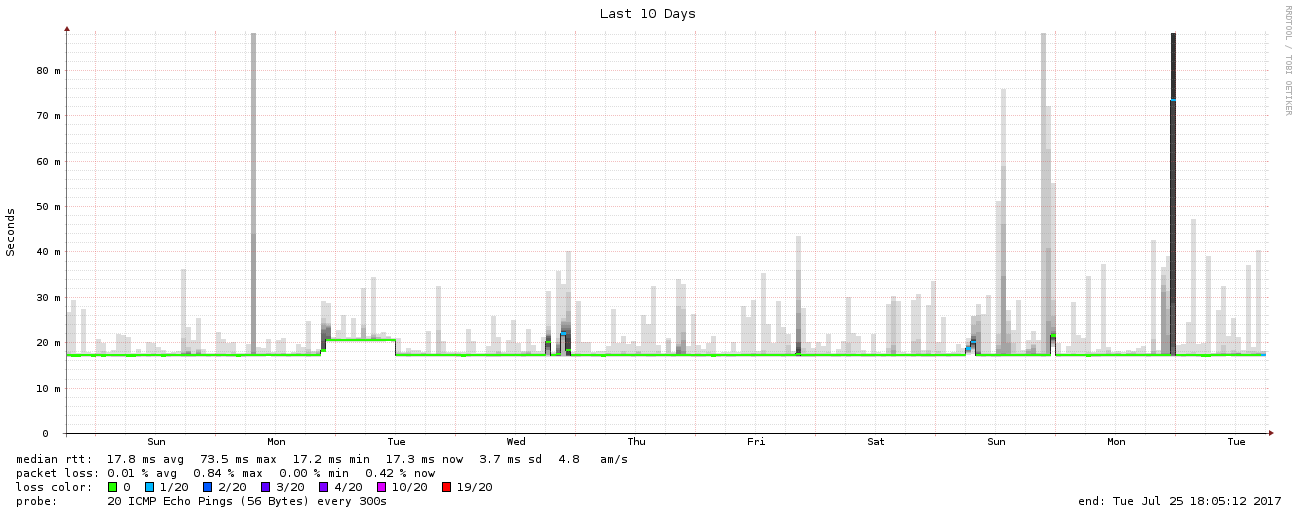 Last 10 Days
RRDTOOL / TOBI OETIKER
Seconds
80 m
70 m
60 m
50 m
40 m
30 m
20 m
10 m
0
Sun Mon Tue Wed Thu Fri Sat Sun Mon Tue
median rtt: 17.8 ms avg 73.5 ms max 17.2 ms min 17.3 ms now 3.7 ms sd 4.8 am/s
packet loss: 0.01 % avg 0.84 % max 0.00 % min 0.42 % now
loss color: 0 1/20 2/20 3/20 4/20 10/20 19/20
probe: 20 ICMP Echo Pings (56 Bytes) every 300s end: Tue Jul 25 18:05:12 2017